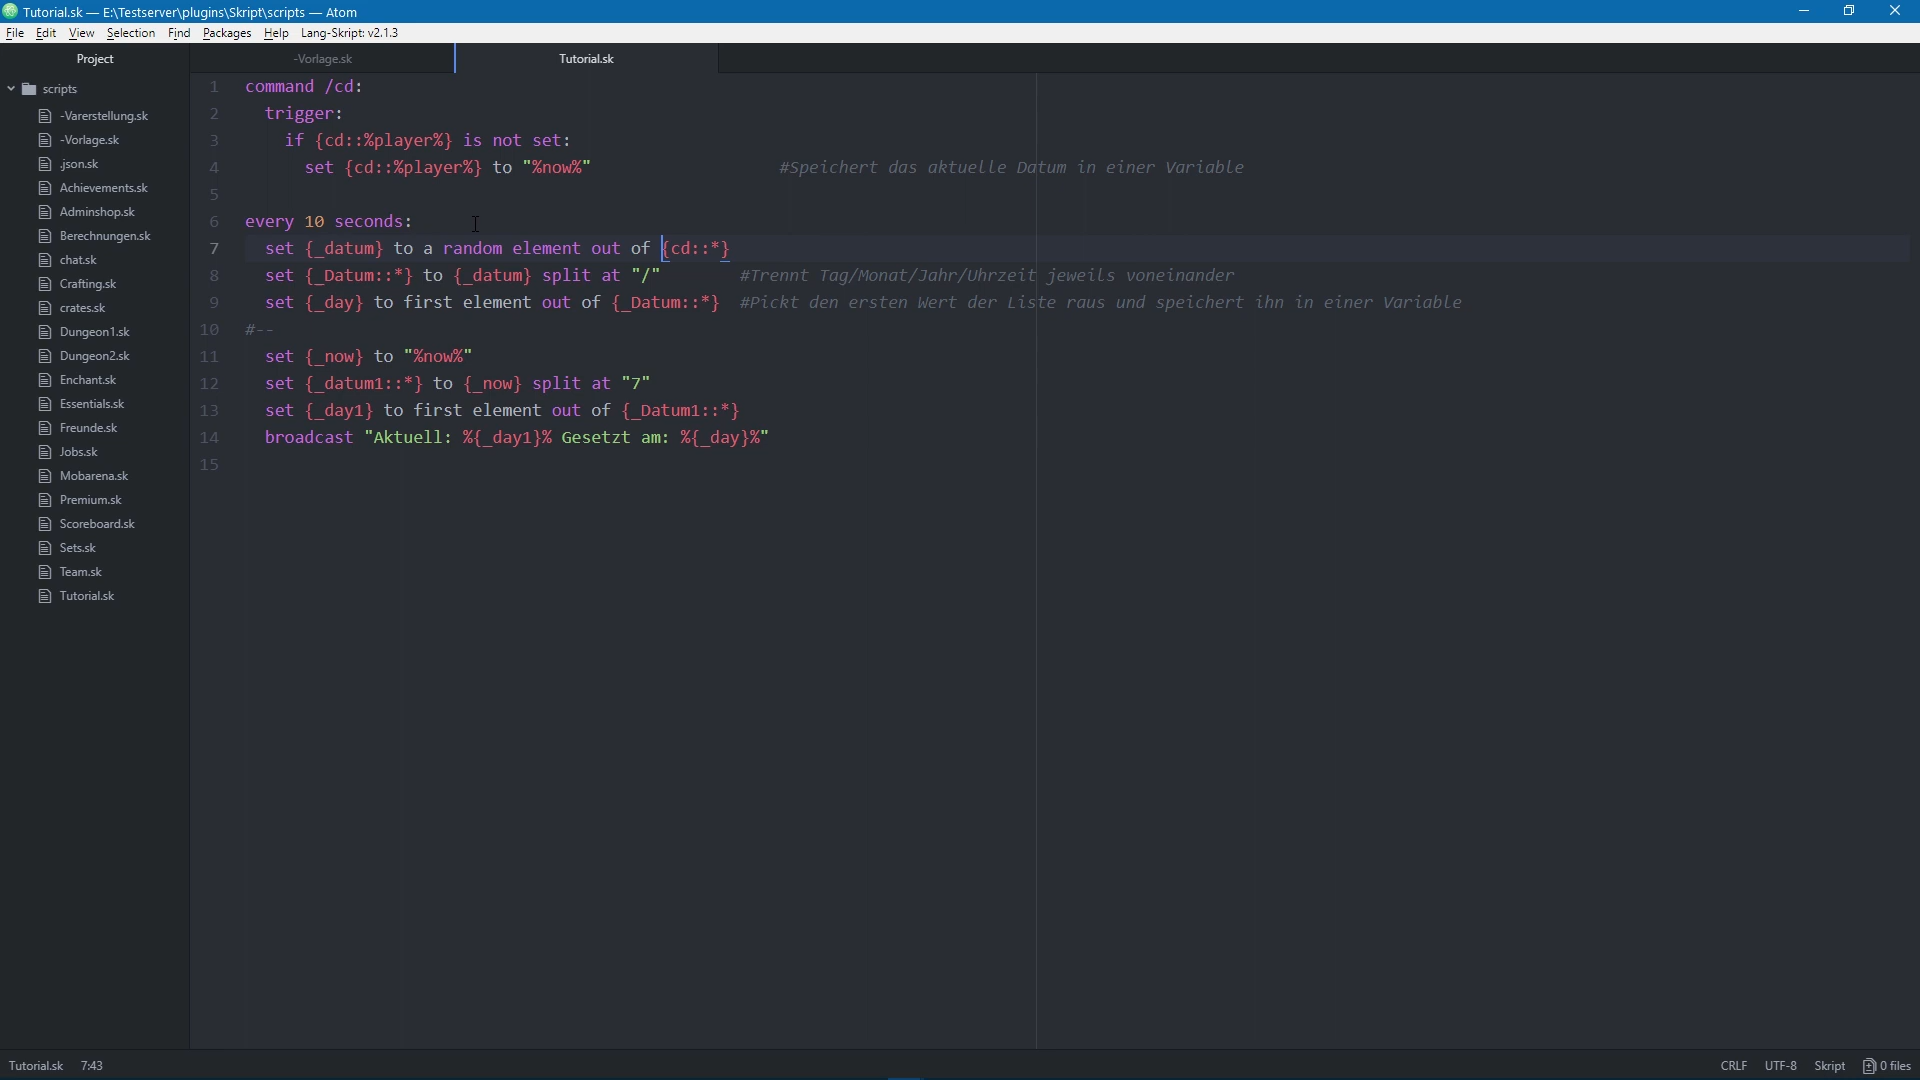 Tutorial.sk — E:\Testserver\plugins\Skript\scripts — Atom
File Edit View Selection Find Packages Help Lang-Skript: v2.1.3
Project
-Vorlage.sk
Tutorial.sk
scripts
-Varerstellung.sk
-Vorlage.sk
.json.sk
Achievements.sk
Adminshop.sk
Berechnungen.sk
chat.sk
Crafting.sk
crates.sk
Dungeon1.sk
Dungeon2.sk
Enchant.sk
Essentials.sk
Freunde.sk
Jobs.sk
Mobarena.sk
Premium.sk
Scoreboard.sk
Sets.sk
Team.sk
Tutorial.sk
1 command /cd:
2 trigger:
3 if {cd::%player%} is not set:
4 set {cd::%player%} to "%now%" #Speichert das aktuelle Datum in einer Variable
5
6 every 10 seconds:
7 set {_datum} to a random element out of {cd::*}
8 set {_Datum::*} to {_datum} split at "/" #Trennt Tag/Monat/Jahr/Uhrzeit jeweils voneinander
9 set {_day} to first element out of {_Datum::*} #Pickt den ersten Wert der Liste raus und speichert ihn in einer Variable
10 #--
11 set {_now} to "%now%"
12 set {_datum1::*} to {_now} split at "7"
13 set {_day1} to first element out of {_Datum1::*}
14 broadcast "Aktuell: %{_day1}% Gesetzt am: %{_day}%"
15
Tutorial.sk 7:43
CRLF UTF-8 Skript 0 files